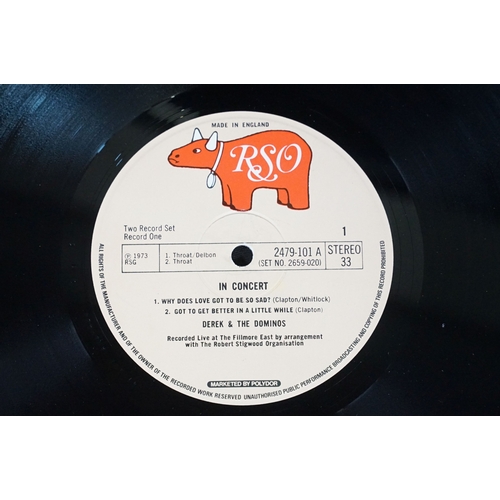 MADE IN ENGLAND
RSO
Two Record Set
Record One
1
℗ 1973
RSG
1. Throat/Delbon
2. Throat
2479-101 A
(SET NO. 2659-020)
STEREO
33
IN CONCERT
1. WHY DOES LOVE GOT TO BE SO SAD? (Clapton/Whitlock)
2. GOT TO GET BETTER IN A LITTLE WHILE (Clapton)
DEREK & THE DOMINOS
Recorded Live at The Fillmore East by arrangement
with The Robert Stigwood Organisation
MARKETED BY POLYDOR
ALL RIGHTS OF THE MANUFACTURER AND OF THE OWNER OF THE RECORDED WORK RESERVED UNAUTHORISED PUBLIC PERFORMANCE BROADCASTING AND COPYING OF THIS RECORD PROHIBITED